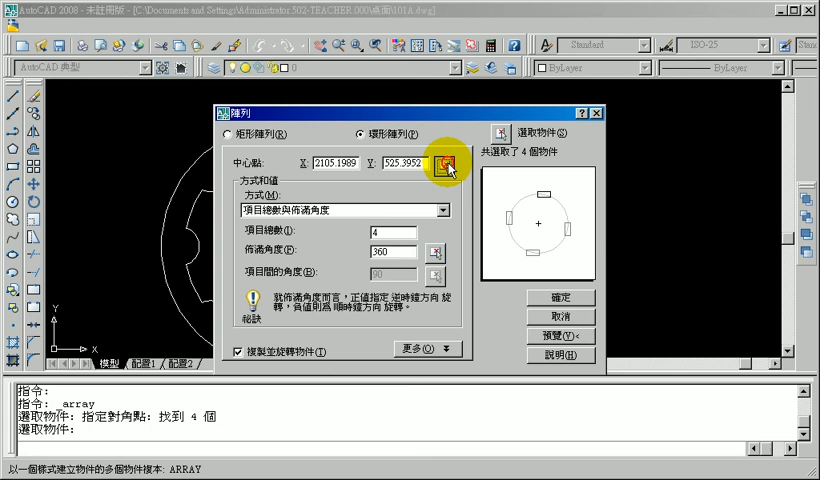 AutoCAD 2008 - 未註冊版 - [C:\Documents and Settings\Administrator.502-TEACHER.000\桌面\101A.dwg]
Standard
ISO-25
Standard
AutoCAD 典型
0
ByLayer
ByLayer
陣列
矩形陣列(R)
環形陣列(P)
選取物件(S)
共選取了 4 個物件
中心點:
X:
2105.1989
Y:
525.3952
方式和值
方式(M):
項目總數與佈滿角度
項目總數(I):
4
佈滿角度(F):
360
項目間的角度(B):
90
就佈滿角度而言,正值指定 逆時鐘方向 旋
轉,負值則為 順時鐘方向 旋轉。
祕訣
複製並旋轉物件(T)
更多(O)
確定
取消
預覽(V)<
說明(H)
Y
X
模型
配置1
配置2
指令:
指令: _array
選取物件: 指定對角點: 找到 4 個
選取物件:
以一個樣式建立物件的多個物件複本: ARRAY